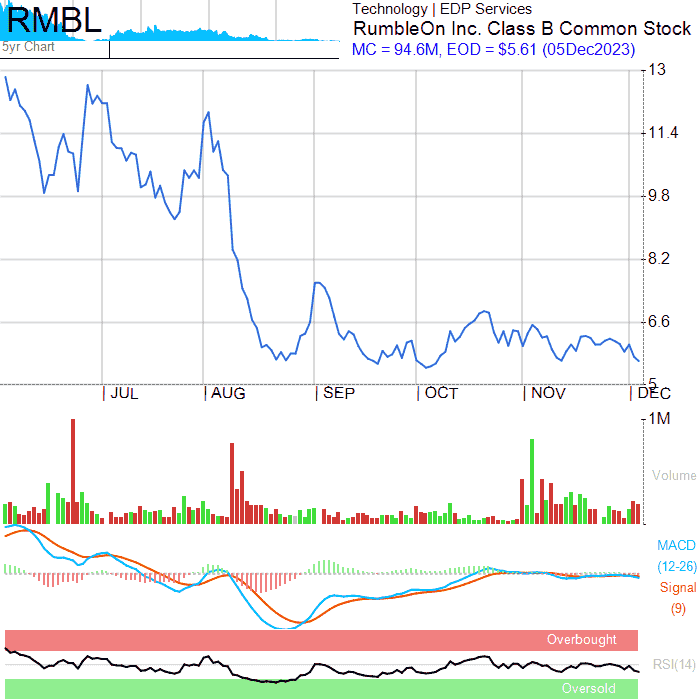 RMBL
5yr Chart
Technology | EDP Services
RumbleOn Inc. Class B Common Stock
MC = 94.6M, EOD = $5.61 (05Dec2023)
13
11.4
9.8
8.2
6.6
5
JUL
AUG
SEP
OCT
NOV
DEC
1M
Volume
MACD
(12-26)
Signal
(9)
Overbought
RSI(14)
Oversold